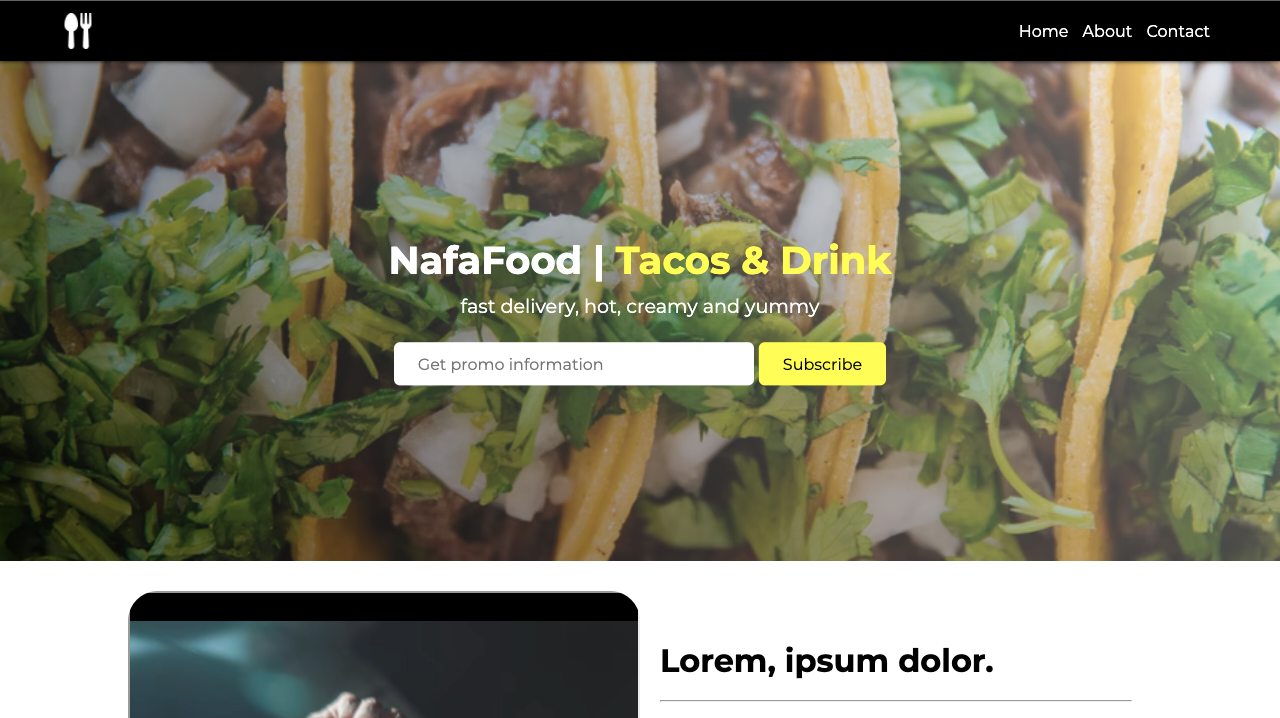 Home About Contact
NafaFood | Tacos & Drink
fast delivery, hot, creamy and yummy
Get promo information Subscribe
Lorem, ipsum dolor.